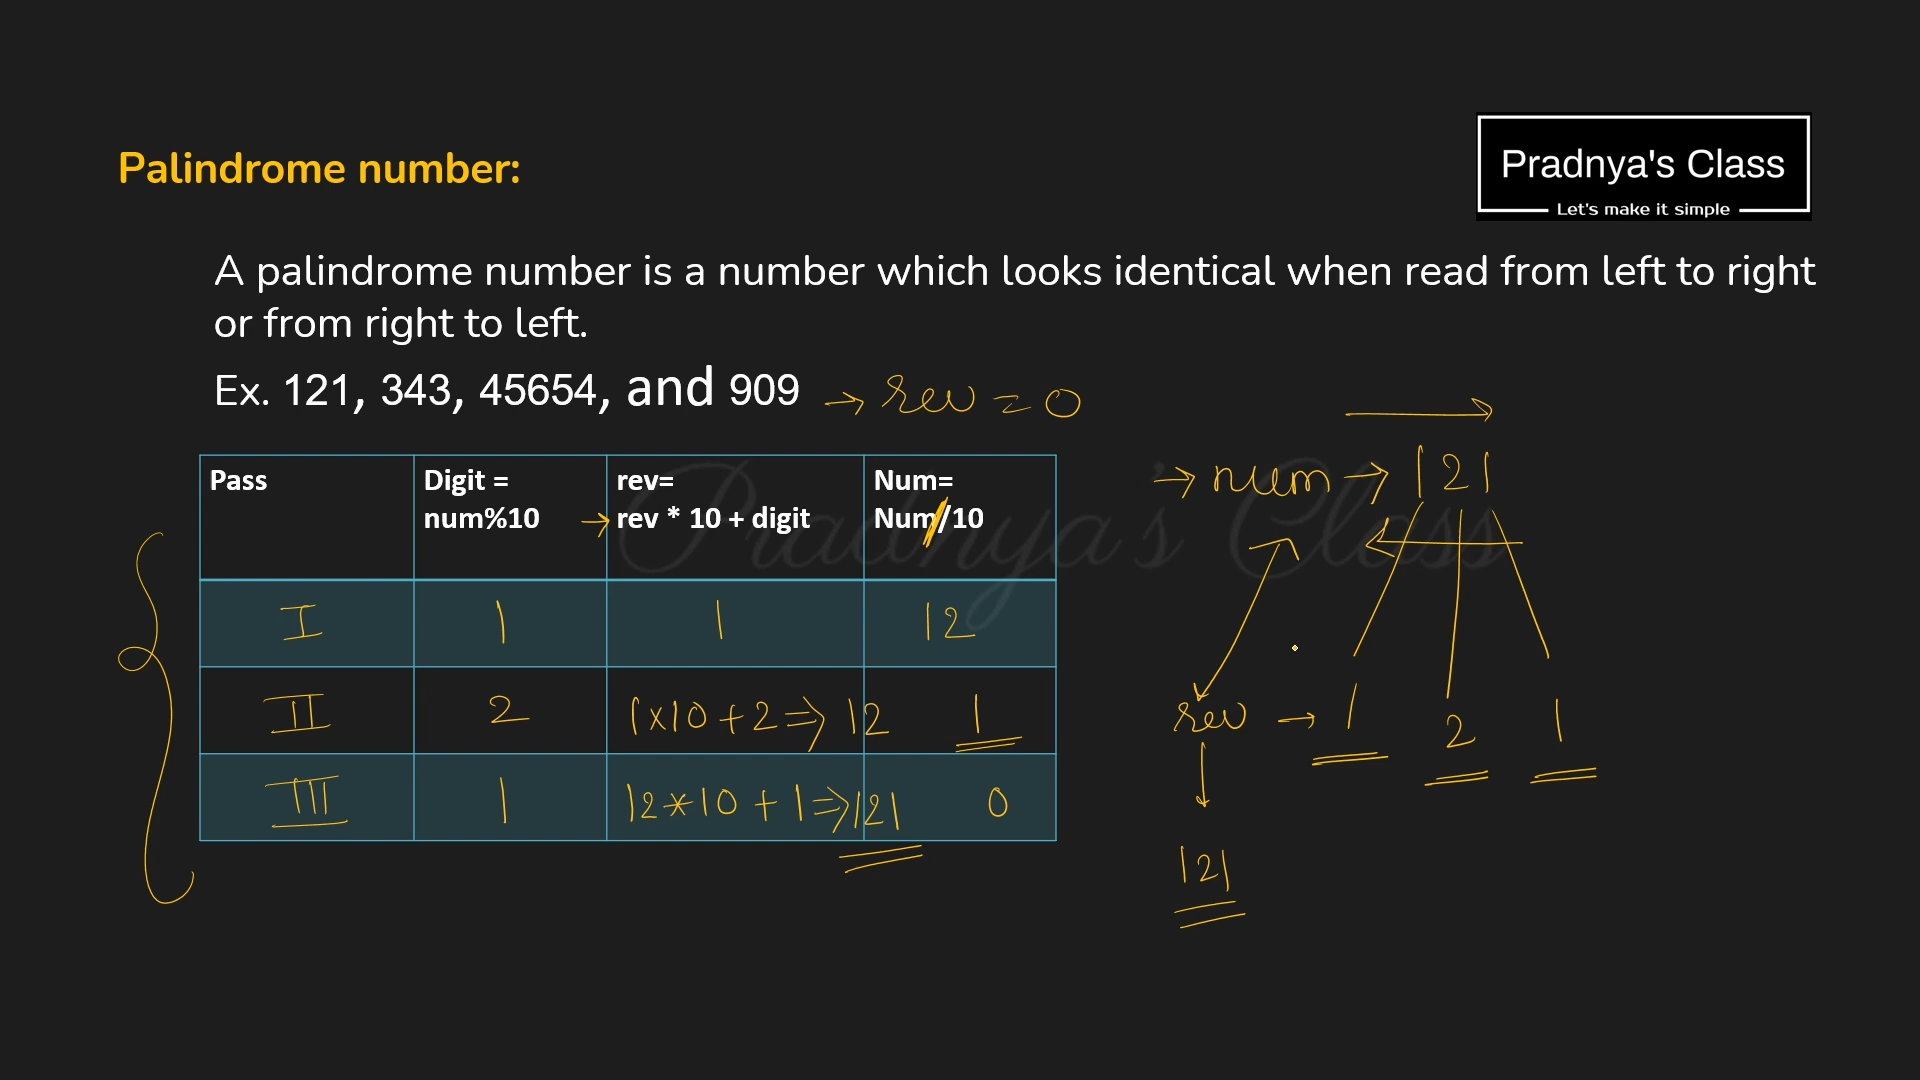 Pradnya's Class
Let's make it simple
Palindrome number:
A palindrome number is a number which looks identical when read from left to right
or from right to left.
Ex. 121, 343, 45654, and 909 → rev = 0
→ num → 121
Pass Digit = num%10 → rev= rev * 10 + digit Num= Num/10
I 1 1 12
II 2 1x10+2⇒12 1
III 1 12*10+1⇒121 0
rev → 1 2 1
121
Pradnya's Class